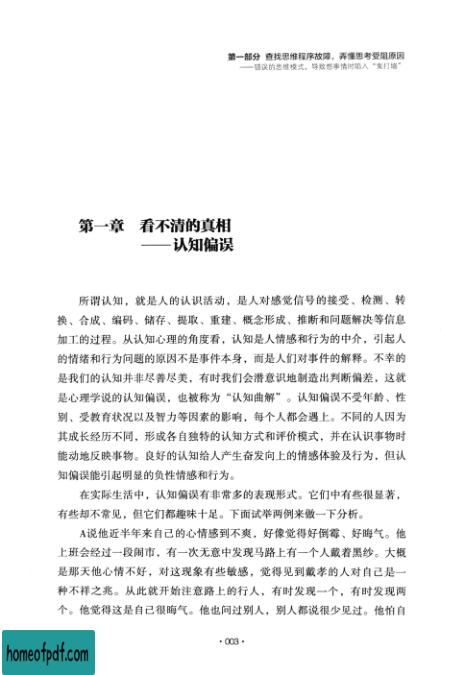 第一部分 查找思维程序故障，弄懂思考受阻原因
——错误的思维模式，导致想事情时陷入“鬼打墙”
第一章 看不清的真相
——认知偏误
所谓认知，就是人的认识活动，是人对感觉信号的接受、检测、转
换、合成、编码、储存、提取、重建、概念形成、推断和问题解决等信息
加工的过程。从认知心理的角度看，认知是人情感和行为的中介，引起人
的情绪和行为问题的原因不是事件本身，而是人们对事件的解释。不幸的
是我们的认知并非尽善尽美，有时我们会潜意识地制造出判断偏差，这就
是心理学说的认知偏误，也被称为“认知曲解”。认知偏误不受年龄、性
别、受教育状况以及智力等因素的影响，每个人都会遇上。不同的人因为
其成长经历不同，形成各自独特的认知方式和评价模式，并在认识事物时
能动地反映事物。良好的认知给人产生奋发向上的情感体验及行为，但认
知偏误能引起明显的负性情感和行为。
在实际生活中，认知偏误有非常多的表现形式。它们中有些很显著，
有些却不常见，但它们都趣味十足。下面试举两例来做一下分析。
A说他近半年来自己的心情感到不爽，好像觉得好倒霉、好晦气。他
上班会经过一段闹市，有一次无意中发现马路上有一个人戴着黑纱。大概
是那天他心情不好，对这现象有些敏感，觉得见到戴孝的人对自己是一
种不祥之兆。从此就开始注意路上的行人，有时发现一个，有时发现两
个。他觉得这是自己很晦气。他也问过别人，别人都说很少见过。他怕自
·003·
homeofpdf.com